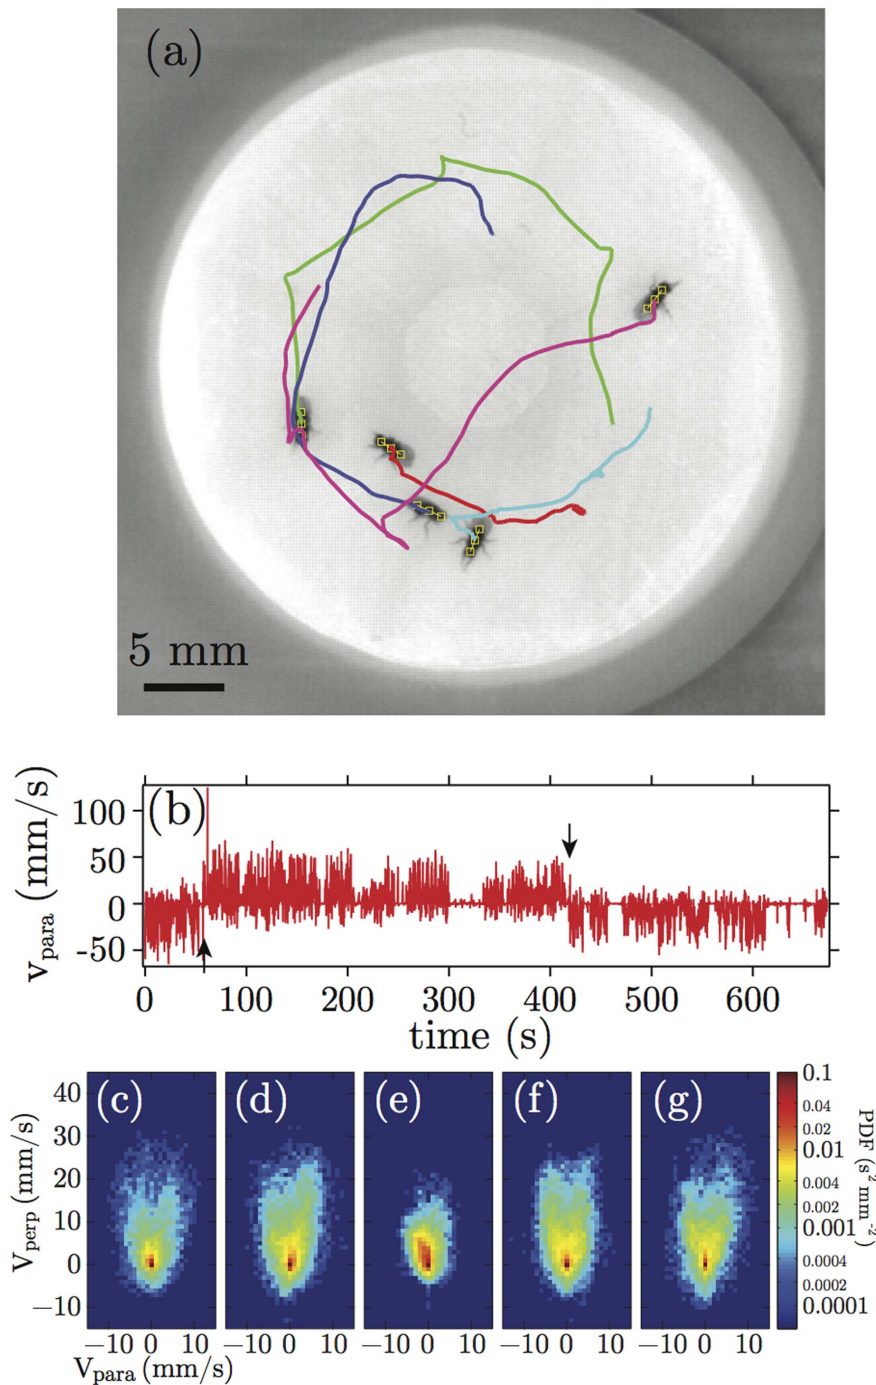 (a)
5 mm
(b)
v_para (mm/s)
100
50
0
-50
0 100 200 300 400 500 600
time (s)
(c) (d) (e) (f) (g)
V_perp (mm/s)
40
30
20
10
0
−10
−10 0 10 −10 0 10 −10 0 10 −10 0 10 −10 0 10
V_para (mm/s)
0.1
0.04
0.02
0.01
0.004
0.002
0.001
0.0004
0.0002
0.0001
PDF (s² mm⁻²)